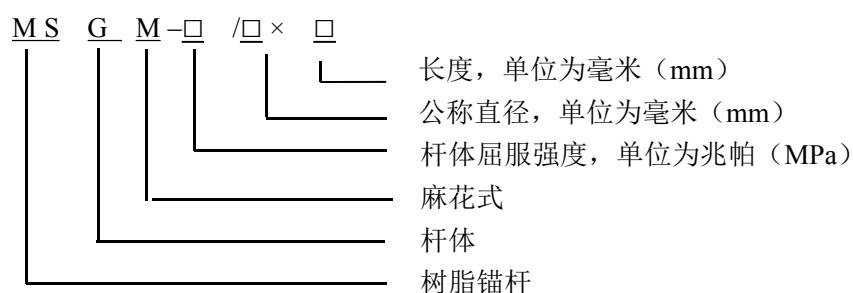 MS G M–□ /□× □
长度，单位为毫米（mm）
公称直径，单位为毫米（mm）
杆体屈服强度，单位为兆帕（MPa）
麻花式
杆体
树脂锚杆